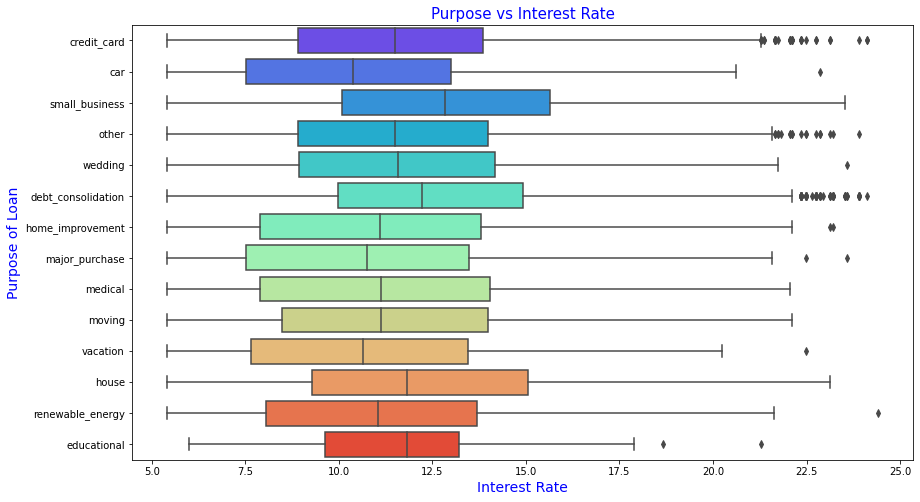 Purpose vs Interest Rate
Purpose of Loan
credit_card
car
small_business
other
wedding
debt_consolidation
home_improvement
major_purchase
medical
moving
vacation
house
renewable_energy
educational
5.0 7.5 10.0 12.5 15.0 17.5 20.0 22.5 25.0
Interest Rate